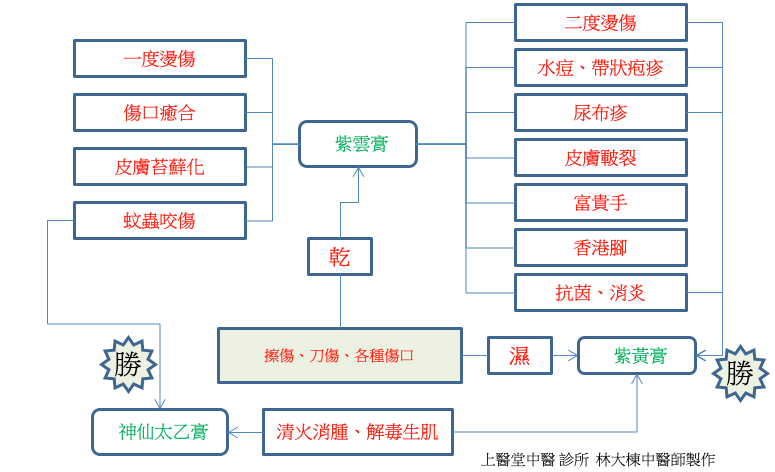 二度燙傷
一度燙傷
水痘、帶狀疱疹
傷口癒合
尿布疹
紫雲膏
皮膚苔蘚化
皮膚皸裂
蚊蟲咬傷
富貴手
香港腳
乾
抗菌、消炎
擦傷、刀傷、各種傷口
濕
紫黃膏
勝
勝
神仙太乙膏
清火消腫、解毒生肌
上醫堂中醫 診所 林大棟中醫師製作